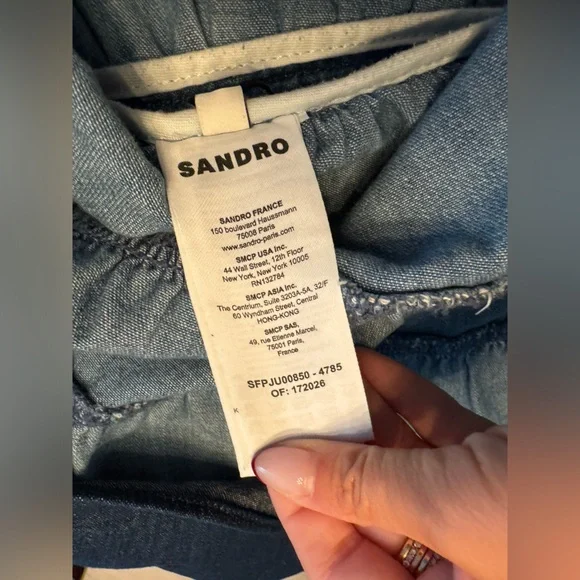 SANDRO
SANDRO FRANCE
150 boulevard Haussmann
75008 Paris
www.sandro-paris.com
SMCP USA Inc.
44 Wall Street, 12th Floor
New York, New York 10005
RN132784
SMCP ASIA Inc.
The Centrium, Suite 3203A-5A, 32/F
60 Wyndham Street, Central
HONG-KONG
SMCP SAS,
49, rue Etienne Marcel,
75001 Paris,
France
SFPJU00850 - 4785
OF: 172026
K